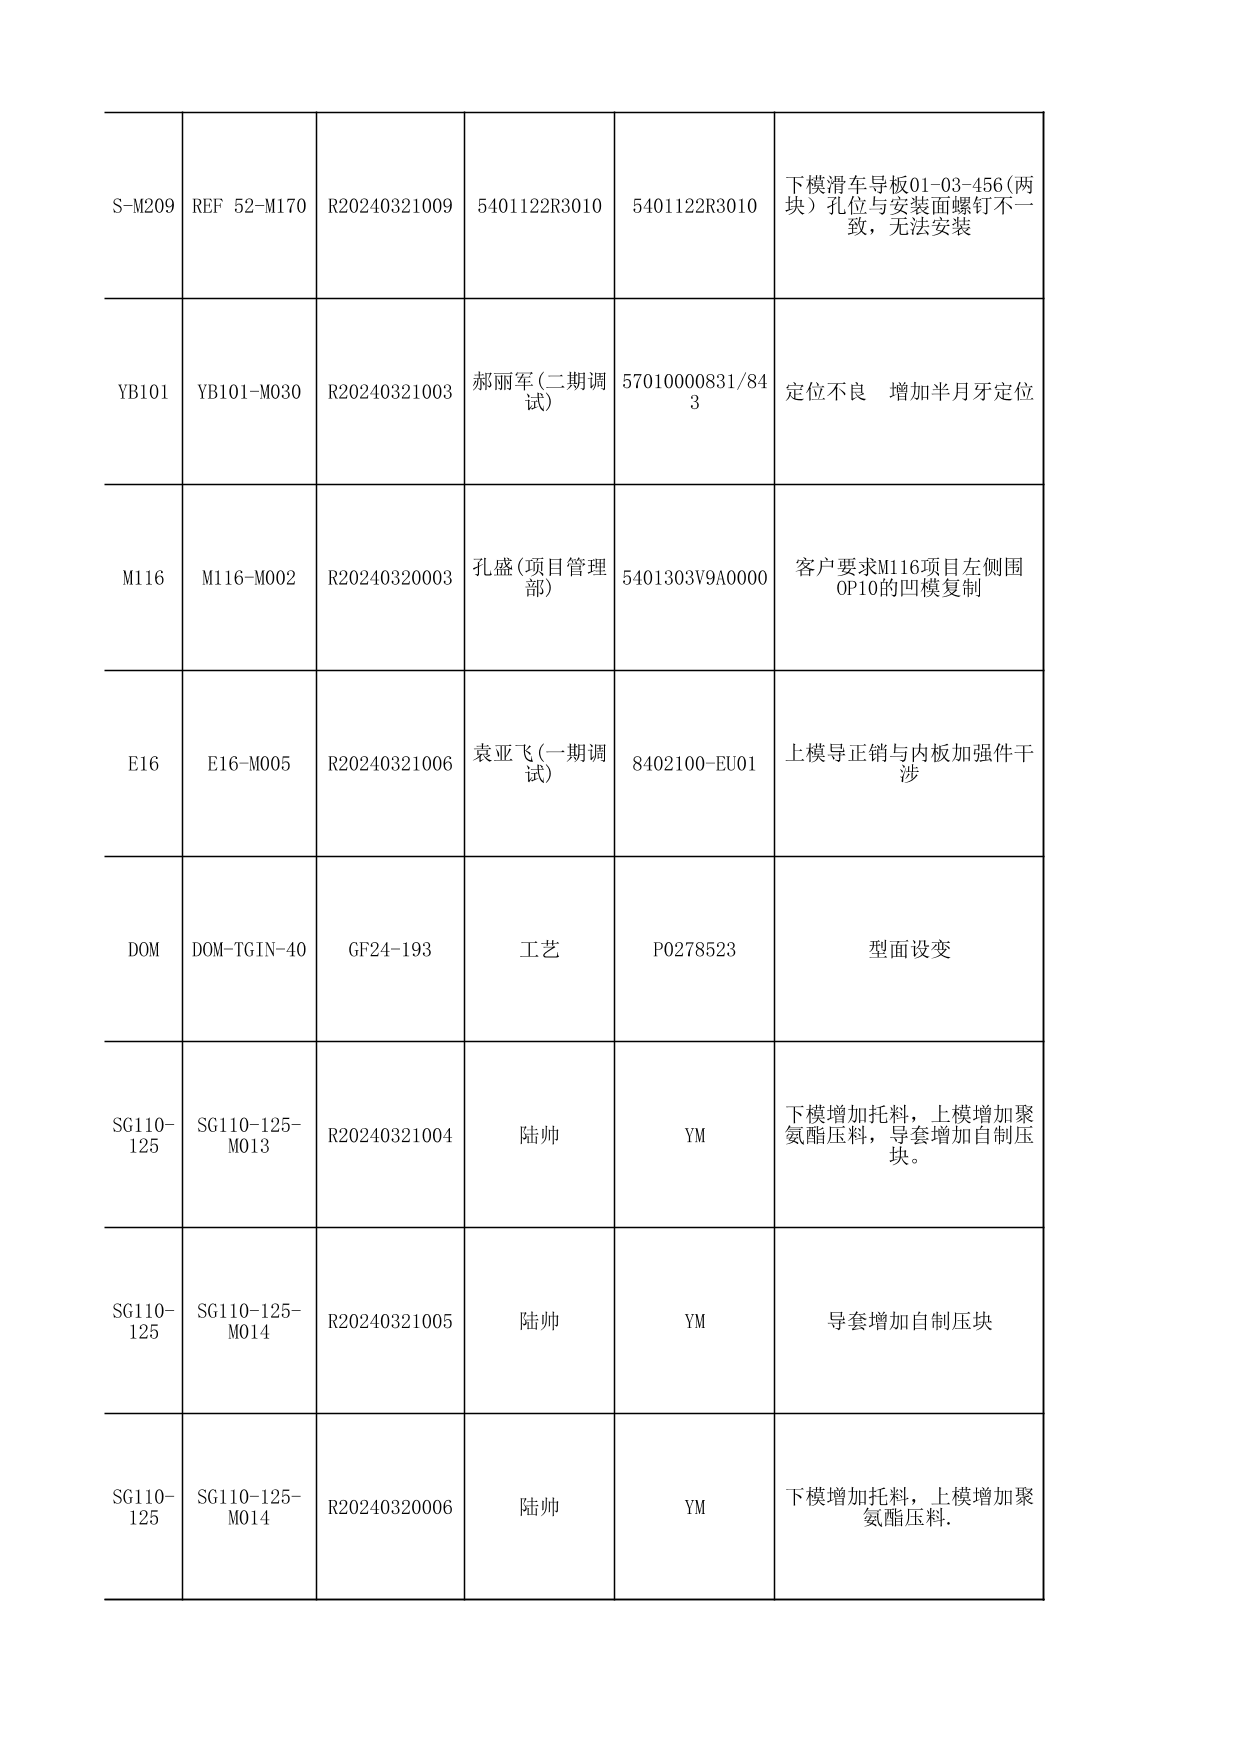 S-M209 REF 52-M170 R20240321009 5401122R3010 5401122R3010 下模滑车导板01-03-456(两
块）孔位与安装面螺钉不一
致，无法安装
YB101 YB101-M030 R20240321003 郝丽军(二期调
试) 57010000831/84
3 定位不良　增加半月牙定位
M116 M116-M002 R20240320003 孔盛(项目管理
部) 5401303V9A0000 客户要求M116项目左侧围
OP10的凹模复制
E16 E16-M005 R20240321006 袁亚飞(一期调
试) 8402100-EU01 上模导正销与内板加强件干
涉
DOM DOM-TGIN-40 GF24-193 工艺 P0278523 型面设变
SG110-
125 SG110-125-
M013 R20240321004 陆帅 YM 下模增加托料，上模增加聚
氨酯压料，导套增加自制压
块。
SG110-
125 SG110-125-
M014 R20240321005 陆帅 YM 导套增加自制压块
SG110-
125 SG110-125-
M014 R20240320006 陆帅 YM 下模增加托料，上模增加聚
氨酯压料.